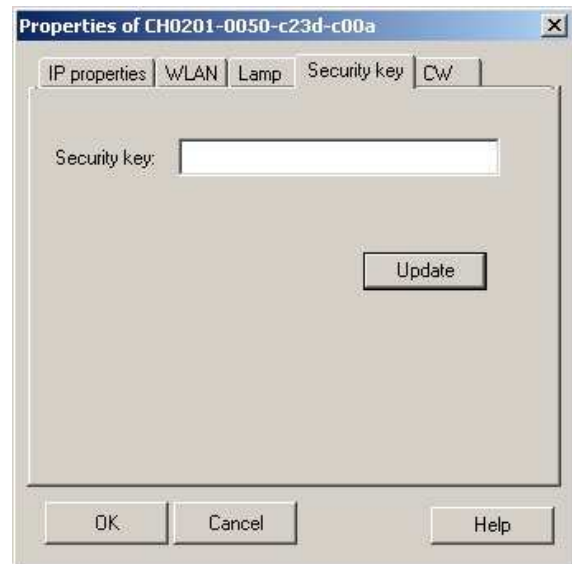 Properties of CH0201-0050-c23d-c00a
IP properties WLAN Lamp Security key CW
Security key:
Update
OK Cancel Help